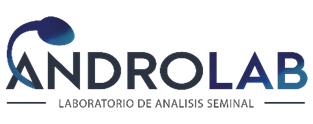 ANDROLAB
LABORATORIO DE ANALISIS SEMINAL